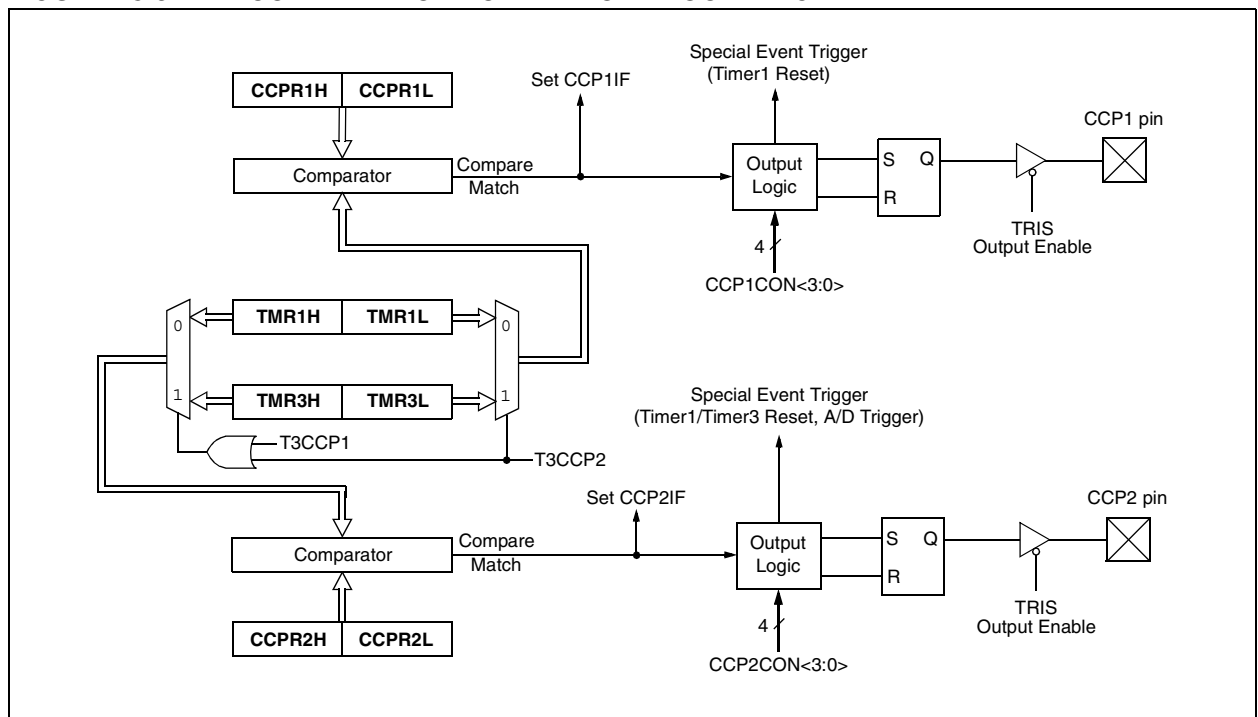 CCPR1H CCPR1L
Set CCP1IF
Special Event Trigger
(Timer1 Reset)
CCP1 pin
Comparator
Compare
Match
Output
Logic
S Q
R
TRIS
Output Enable
4
CCP1CON<3:0>
0
TMR1H TMR1L
0
1
TMR3H TMR3L
1
T3CCP1
T3CCP2
Special Event Trigger
(Timer1/Timer3 Reset, A/D Trigger)
Set CCP2IF
CCP2 pin
Comparator
Compare
Match
Output
Logic
S Q
R
TRIS
Output Enable
4
CCPR2H CCPR2L
CCP2CON<3:0>